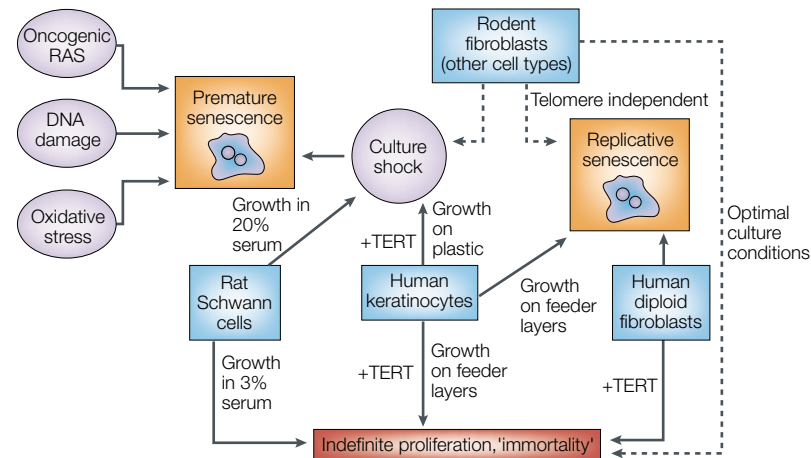 Oncogenic
RAS
DNA
damage
Oxidative
stress
Premature
senescence
Culture
shock
Rodent
fibroblasts
(other cell types)
Telomere independent
Replicative
senescence
Optimal
culture
conditions
Growth in
20%
serum
+TERT
Growth
on
plastic
Rat
Schwann
cells
Human
keratinocytes
Growth
on feeder
layers
Human
diploid
fibroblasts
Growth
in 3%
serum
+TERT
Growth
on feeder
layers
+TERT
Indefinite proliferation, 'immortality'